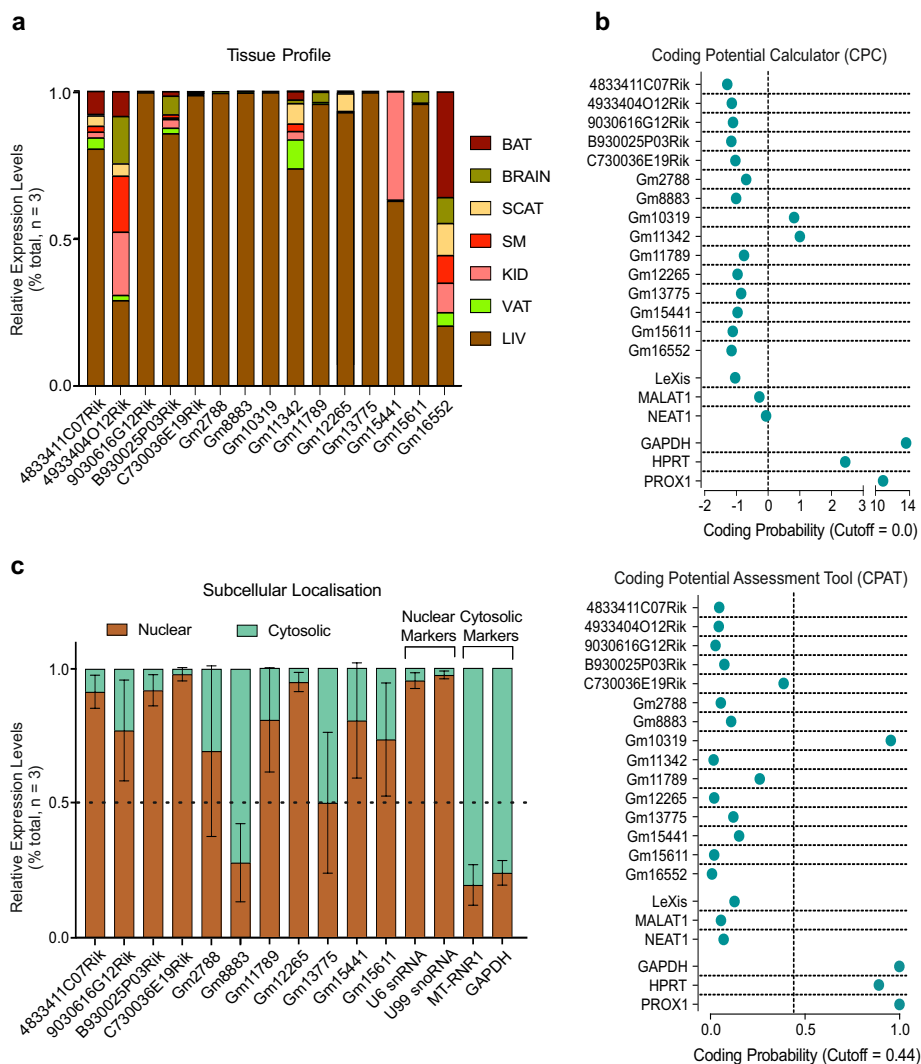 a
Tissue Profile
Relative Expression Levels
(% total, n = 3)
1.0
0.5
0.0
BAT
BRAIN
SCAT
SM
KID
VAT
LIV
4833411C07Rik
4933404O12Rik
9030616G12Rik
B930025P03Rik
C730036E19Rik
Gm2788
Gm8883
Gm10319
Gm11342
Gm11789
Gm12265
Gm13775
Gm15441
Gm15611
Gm16552
b
Coding Potential Calculator (CPC)
4833411C07Rik
4933404O12Rik
9030616G12Rik
B930025P03Rik
C730036E19Rik
Gm2788
Gm8883
Gm10319
Gm11342
Gm11789
Gm12265
Gm13775
Gm15441
Gm15611
Gm16552
LeXis
MALAT1
NEAT1
GAPDH
HPRT
PROX1
-2 -1 0 1 2 3 10 14
Coding Probability (Cutoff = 0.0)
c
Subcellular Localisation
Nuclear Cytosolic
Nuclear Markers
Cytosolic Markers
Relative Expression Levels
(% total, n = 3)
1.0
0.5
0.0
4833411C07Rik
9030616G12Rik
B930025P03Rik
C730036E19Rik
Gm2788
Gm8883
Gm11789
Gm12265
Gm13775
Gm15441
Gm15611
U6 snRNA
U99 snoRNA
MT-RNR1
GAPDH
Coding Potential Assessment Tool (CPAT)
4833411C07Rik
4933404O12Rik
9030616G12Rik
B930025P03Rik
C730036E19Rik
Gm2788
Gm8883
Gm10319
Gm11342
Gm11789
Gm12265
Gm13775
Gm15441
Gm15611
Gm16552
LeXis
MALAT1
NEAT1
GAPDH
HPRT
PROX1
0.0 0.5 1.0
Coding Probability (Cutoff = 0.44)